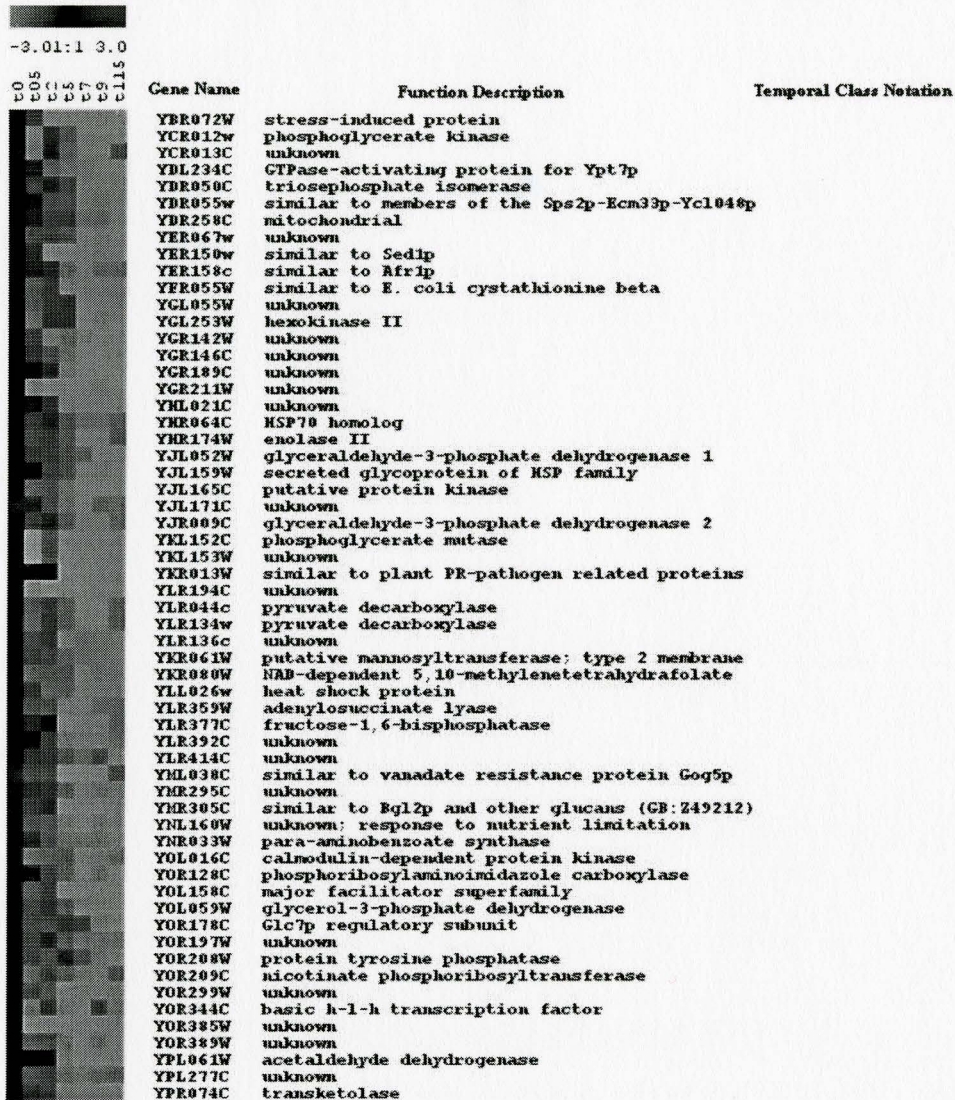 -3.01:1 3.0
t0 t05 t2 t5 t7 t9 t115
Gene Name Function Description Temporal Class Notation
YBR072W stress-induced protein
YCR012w phosphoglycerate kinase
YCR013C unknown
YDL234C GTPase-activating protein for Ypt7p
YDR050C triosephosphate isomerase
YDR055w similar to members of the Sps2p-Ecm33p-Ycl048p
YDR258C mitochondrial
YER067w unknown
YER150w similar to Sed1p
YER158c similar to Afr1p
YFR055W similar to E. coli cystathionine beta
YGL055W unknown
YGL253W hexokinase II
YGR142W unknown
YGR146C unknown
YGR189C unknown
YGR211W unknown
YHL021C unknown
YHR064C HSP70 homolog
YHR174W enolase II
YJL052W glyceraldehyde-3-phosphate dehydrogenase 1
YJL159W secreted glycoprotein of HSP family
YJL165C putative protein kinase
YJL171C unknown
YJR009C glyceraldehyde-3-phosphate dehydrogenase 2
YKL152C phosphoglycerate mutase
YKL153W unknown
YKR013W similar to plant PR-pathogen related proteins
YLR194C unknown
YLR044c pyruvate decarboxylase
YLR134w pyruvate decarboxylase
YLR136c unknown
YKR061W putative mannosyltransferase; type 2 membrane
YKR080W NAD-dependent 5,10-methylenetetrahydrafolate
YLL026w heat shock protein
YLR359W adenylosuccinate lyase
YLR377C fructose-1,6-bisphosphatase
YLR392C unknown
YLR414C unknown
YML038C similar to vanadate resistance protein Gog5p
YMR295C unknown
YMR305C similar to Bgl2p and other glucans (GB:Z49212)
YNL160W unknown; response to nutrient limitation
YNR033W para-aminobenzoate synthase
YOL016C calmodulin-dependent protein kinase
YOR128C phosphoribosylaminoimidazole carboxylase
YOL158C major facilitator superfamily
YOL059W glycerol-3-phosphate dehydrogenase
YOR178C Glc7p regulatory subunit
YOR197W unknown
YOR208W protein tyrosine phosphatase
YOR209C nicotinate phosphoribosyltransferase
YOR299W unknown
YOR344C basic h-l-h transcription factor
YOR385W unknown
YOR389W unknown
YPL061W acetaldehyde dehydrogenase
YPL277C unknown
YPR074C transketolase